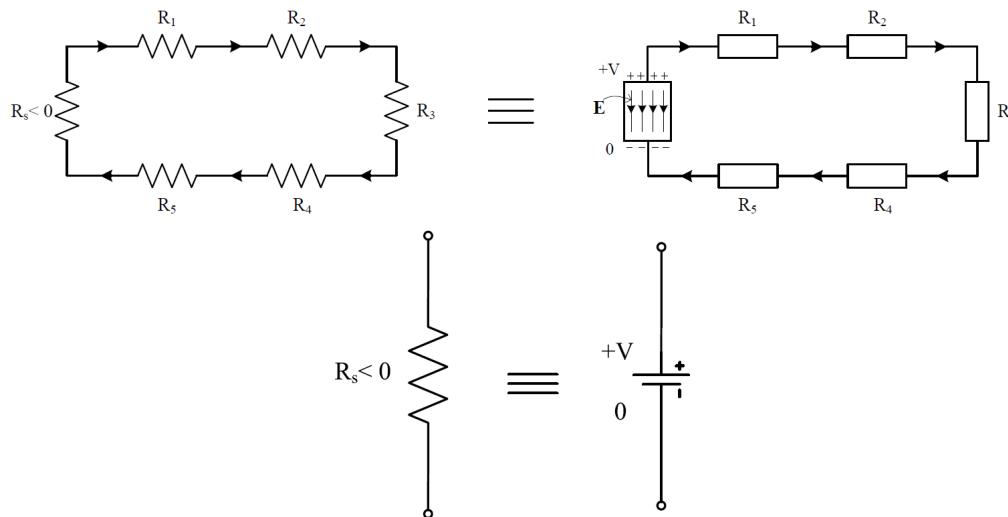 R1 R2
Rs< 0
R3
R5 R4
R1 R2
+V
++++
E
0
----
R
R5 R4
Rs< 0
+V
+
0
-